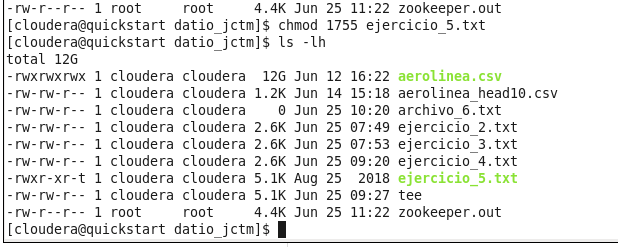 -rw-r--r-- 1 root     root     4.4K Jun 25 11:22 zookeeper.out
[cloudera@quickstart datio_jctm]$ chmod 1755 ejercicio_5.txt
[cloudera@quickstart datio_jctm]$ ls -lh
total 12G
-rwxrwxrwx 1 cloudera cloudera  12G Jun 12 16:22 aerolinea.csv
-rw-rw-r-- 1 cloudera cloudera 1.2K Jun 14 15:18 aerolinea_head10.csv
-rw-rw-r-- 1 cloudera cloudera    0 Jun 25 10:20 archivo_6.txt
-rw-rw-r-- 1 cloudera cloudera 2.6K Jun 25 07:49 ejercicio_2.txt
-rw-rw-r-- 1 cloudera cloudera 2.6K Jun 25 07:53 ejercicio_3.txt
-rw-rw-r-- 1 cloudera cloudera 2.6K Jun 25 09:20 ejercicio_4.txt
-rwxr-xr-t 1 cloudera cloudera 5.1K Aug 25  2018 ejercicio_5.txt
-rw-rw-r-- 1 cloudera cloudera 5.1K Jun 25 09:27 tee
-rw-r--r-- 1 root     root     4.4K Jun 25 11:22 zookeeper.out
[cloudera@quickstart datio_jctm]$